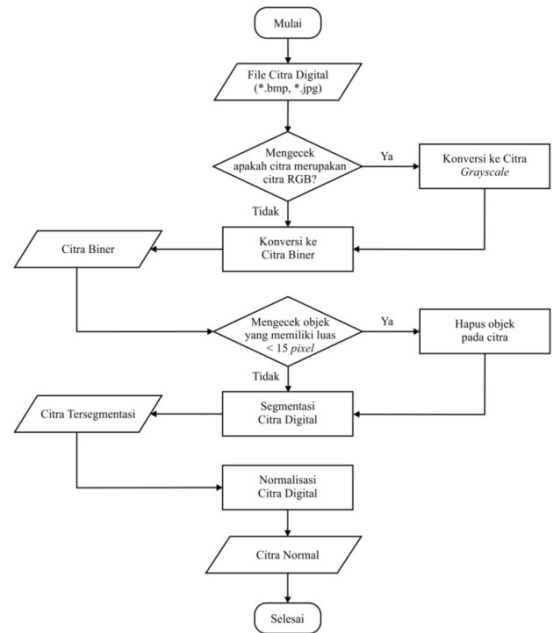 Mulai
File Citra Digital
(*.bmp, *.jpg)
Mengecek
apakah citra merupakan
citra RGB?
Ya
Konversi ke Citra
Grayscale
Tidak
Citra Biner
Konversi ke
Citra Biner
Mengecek objek
yang memiliki luas
< 15 pixel
Ya
Hapus objek
pada citra
Tidak
Citra Tersegmentasi
Segmentasi
Citra Digital
Normalisasi
Citra Digital
Citra Normal
Selesai